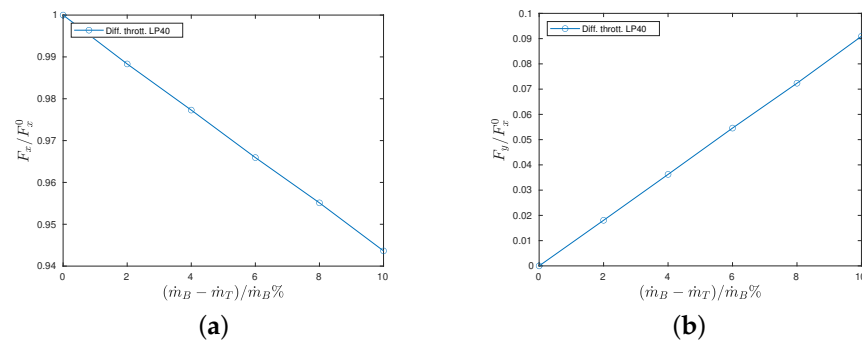 Diff. thrott. LP40
1
0.99
0.98
0.97
0.96
0.95
0.94
F_x/F_x^0
0 2 4 6 8 10
(ṁ_B − ṁ_T)/ṁ_B%
(a)
Diff. thrott. LP40
0.1
0.09
0.08
0.07
0.06
0.05
0.04
0.03
0.02
0.01
0
F_y/F_x^0
0 2 4 6 8 10
(ṁ_B − ṁ_T)/ṁ_B%
(b)